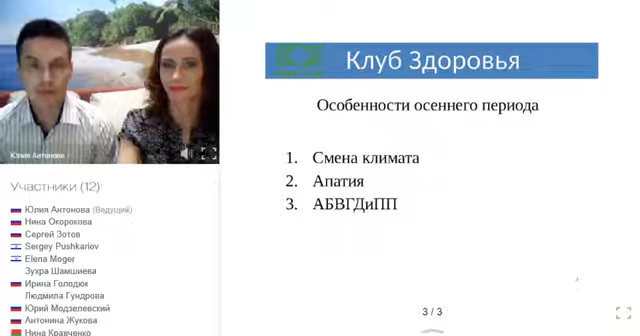 Юлия Антонова
Участники (12):
Юлия Антонова (Ведущий)
Нина Окорокова
Сергей Зотов
Sergey Pushkariov
Elena Moger
Зухра Шамшиева
Ирина Голодюк
Людмила Гундрова
Юрий Модзелевский
Антонина Жукова
Нина Кравченко
Клуб Здоровья
Особенности осеннего периода
1. Смена климата
2. Апатия
3. АБВГДиПП
3 / 3